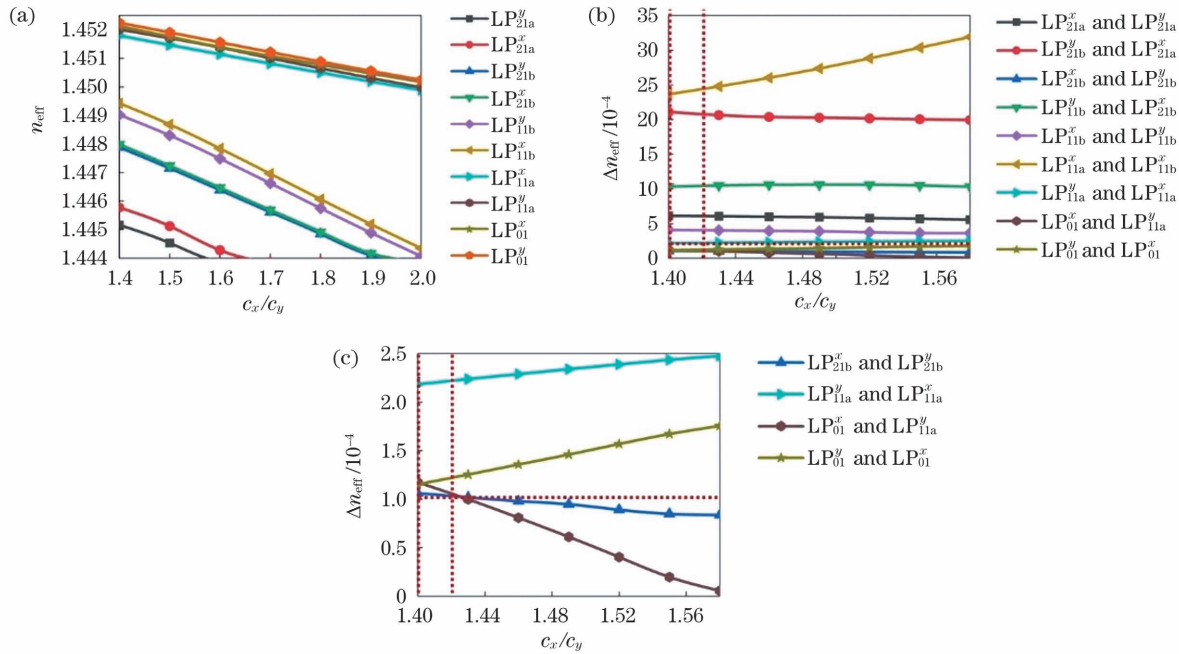 (a)
1.452
1.451
1.450
1.449
1.448
1.447
1.446
1.445
1.444
n_eff
1.4 1.5 1.6 1.7 1.8 1.9 2.0
c_x/c_y
LP^y_21a
LP^x_21a
LP^y_21b
LP^x_21b
LP^y_11b
LP^x_11b
LP^x_11a
LP^y_11a
LP^x_01
LP^y_01
(b)
35
30
25
20
15
10
5
0
Δn_eff /10^-4
1.40 1.44 1.48 1.52 1.56
c_x/c_y
LP^x_21a and LP^y_21a
LP^y_21b and LP^x_21a
LP^x_21b and LP^y_21b
LP^y_11b and LP^x_21b
LP^x_11b and LP^y_11b
LP^x_11a and LP^x_11b
LP^y_11a and LP^x_11a
LP^x_01 and LP^y_11a
LP^y_01 and LP^x_01
(c)
2.5
2.0
1.5
1.0
0.5
0
Δn_eff /10^-4
1.40 1.44 1.48 1.52 1.56
c_x/c_y
LP^x_21b and LP^y_21b
LP^y_11a and LP^x_11a
LP^x_01 and LP^y_11a
LP^y_01 and LP^x_01